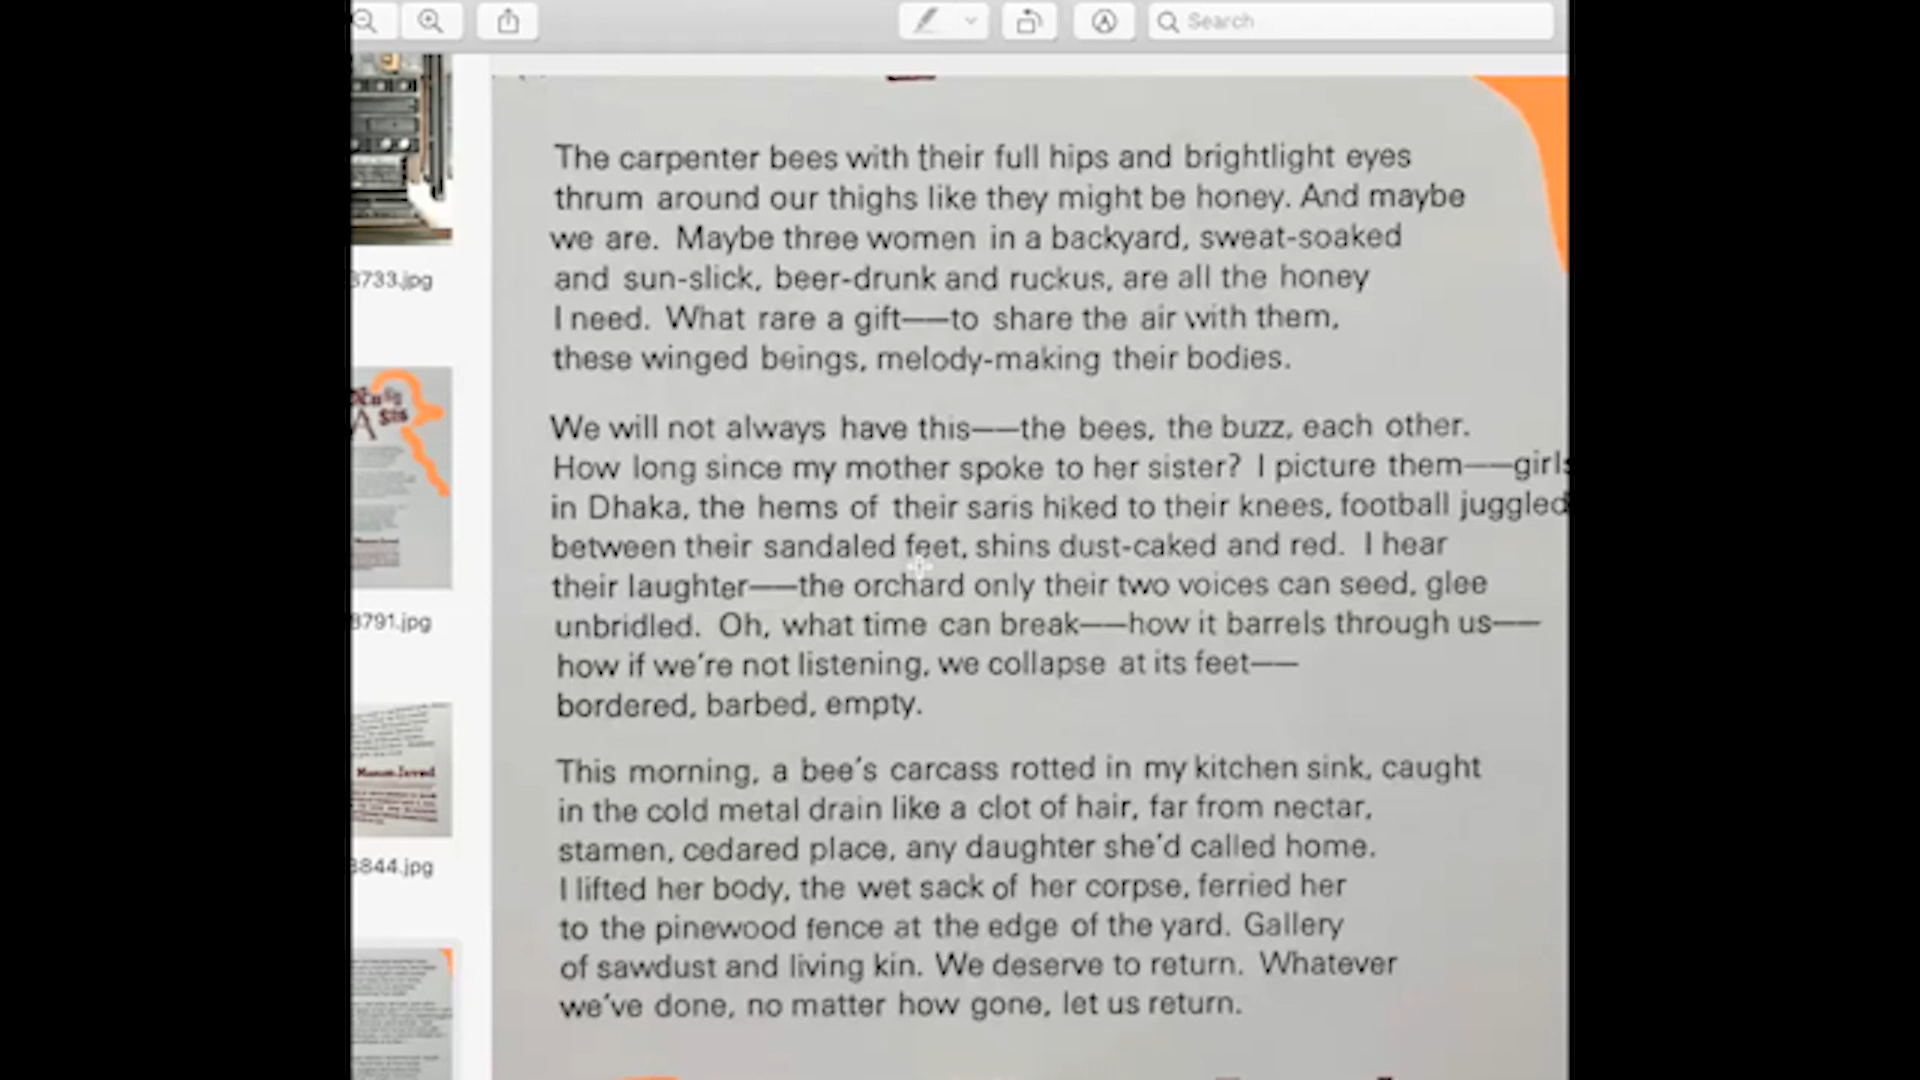 Search
8733.jpg
8791.jpg
8844.jpg
The carpenter bees with their full hips and brightlight eyes
thrum around our thighs like they might be honey. And maybe
we are. Maybe three women in a backyard, sweat-soaked
and sun-slick, beer-drunk and ruckus, are all the honey
I need. What rare a gift——to share the air with them,
these winged beings, melody-making their bodies.
We will not always have this——the bees, the buzz, each other.
How long since my mother spoke to her sister? I picture them——girls
in Dhaka, the hems of their saris hiked to their knees, football juggled
between their sandaled feet, shins dust-caked and red. I hear
their laughter——the orchard only their two voices can seed, glee
unbridled. Oh, what time can break——how it barrels through us——
how if we're not listening, we collapse at its feet——
bordered, barbed, empty.
This morning, a bee's carcass rotted in my kitchen sink, caught
in the cold metal drain like a clot of hair, far from nectar,
stamen, cedared place, any daughter she'd called home.
I lifted her body, the wet sack of her corpse, ferried her
to the pinewood fence at the edge of the yard. Gallery
of sawdust and living kin. We deserve to return. Whatever
we've done, no matter how gone, let us return.